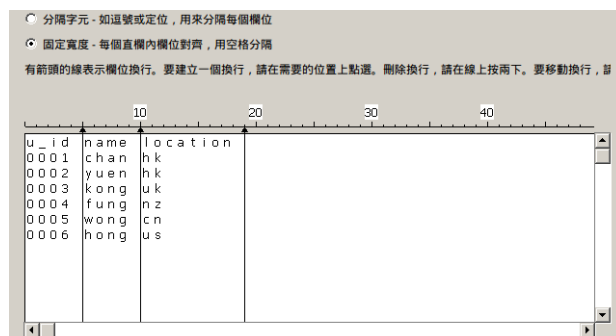 分隔字元 - 如逗號或定位，用來分隔每個欄位
固定寬度 - 每個直欄內欄位對齊，用空格分隔
有箭頭的線表示欄位換行。要建立一個換行，請在需要的位置上點選。刪除換行，請在線上按兩下。要移動換行，請
10 20 30 40
u_id name location
0001 chan hk
0002 yuen hk
0003 kong uk
0004 fung nz
0005 wong cn
0006 hong us